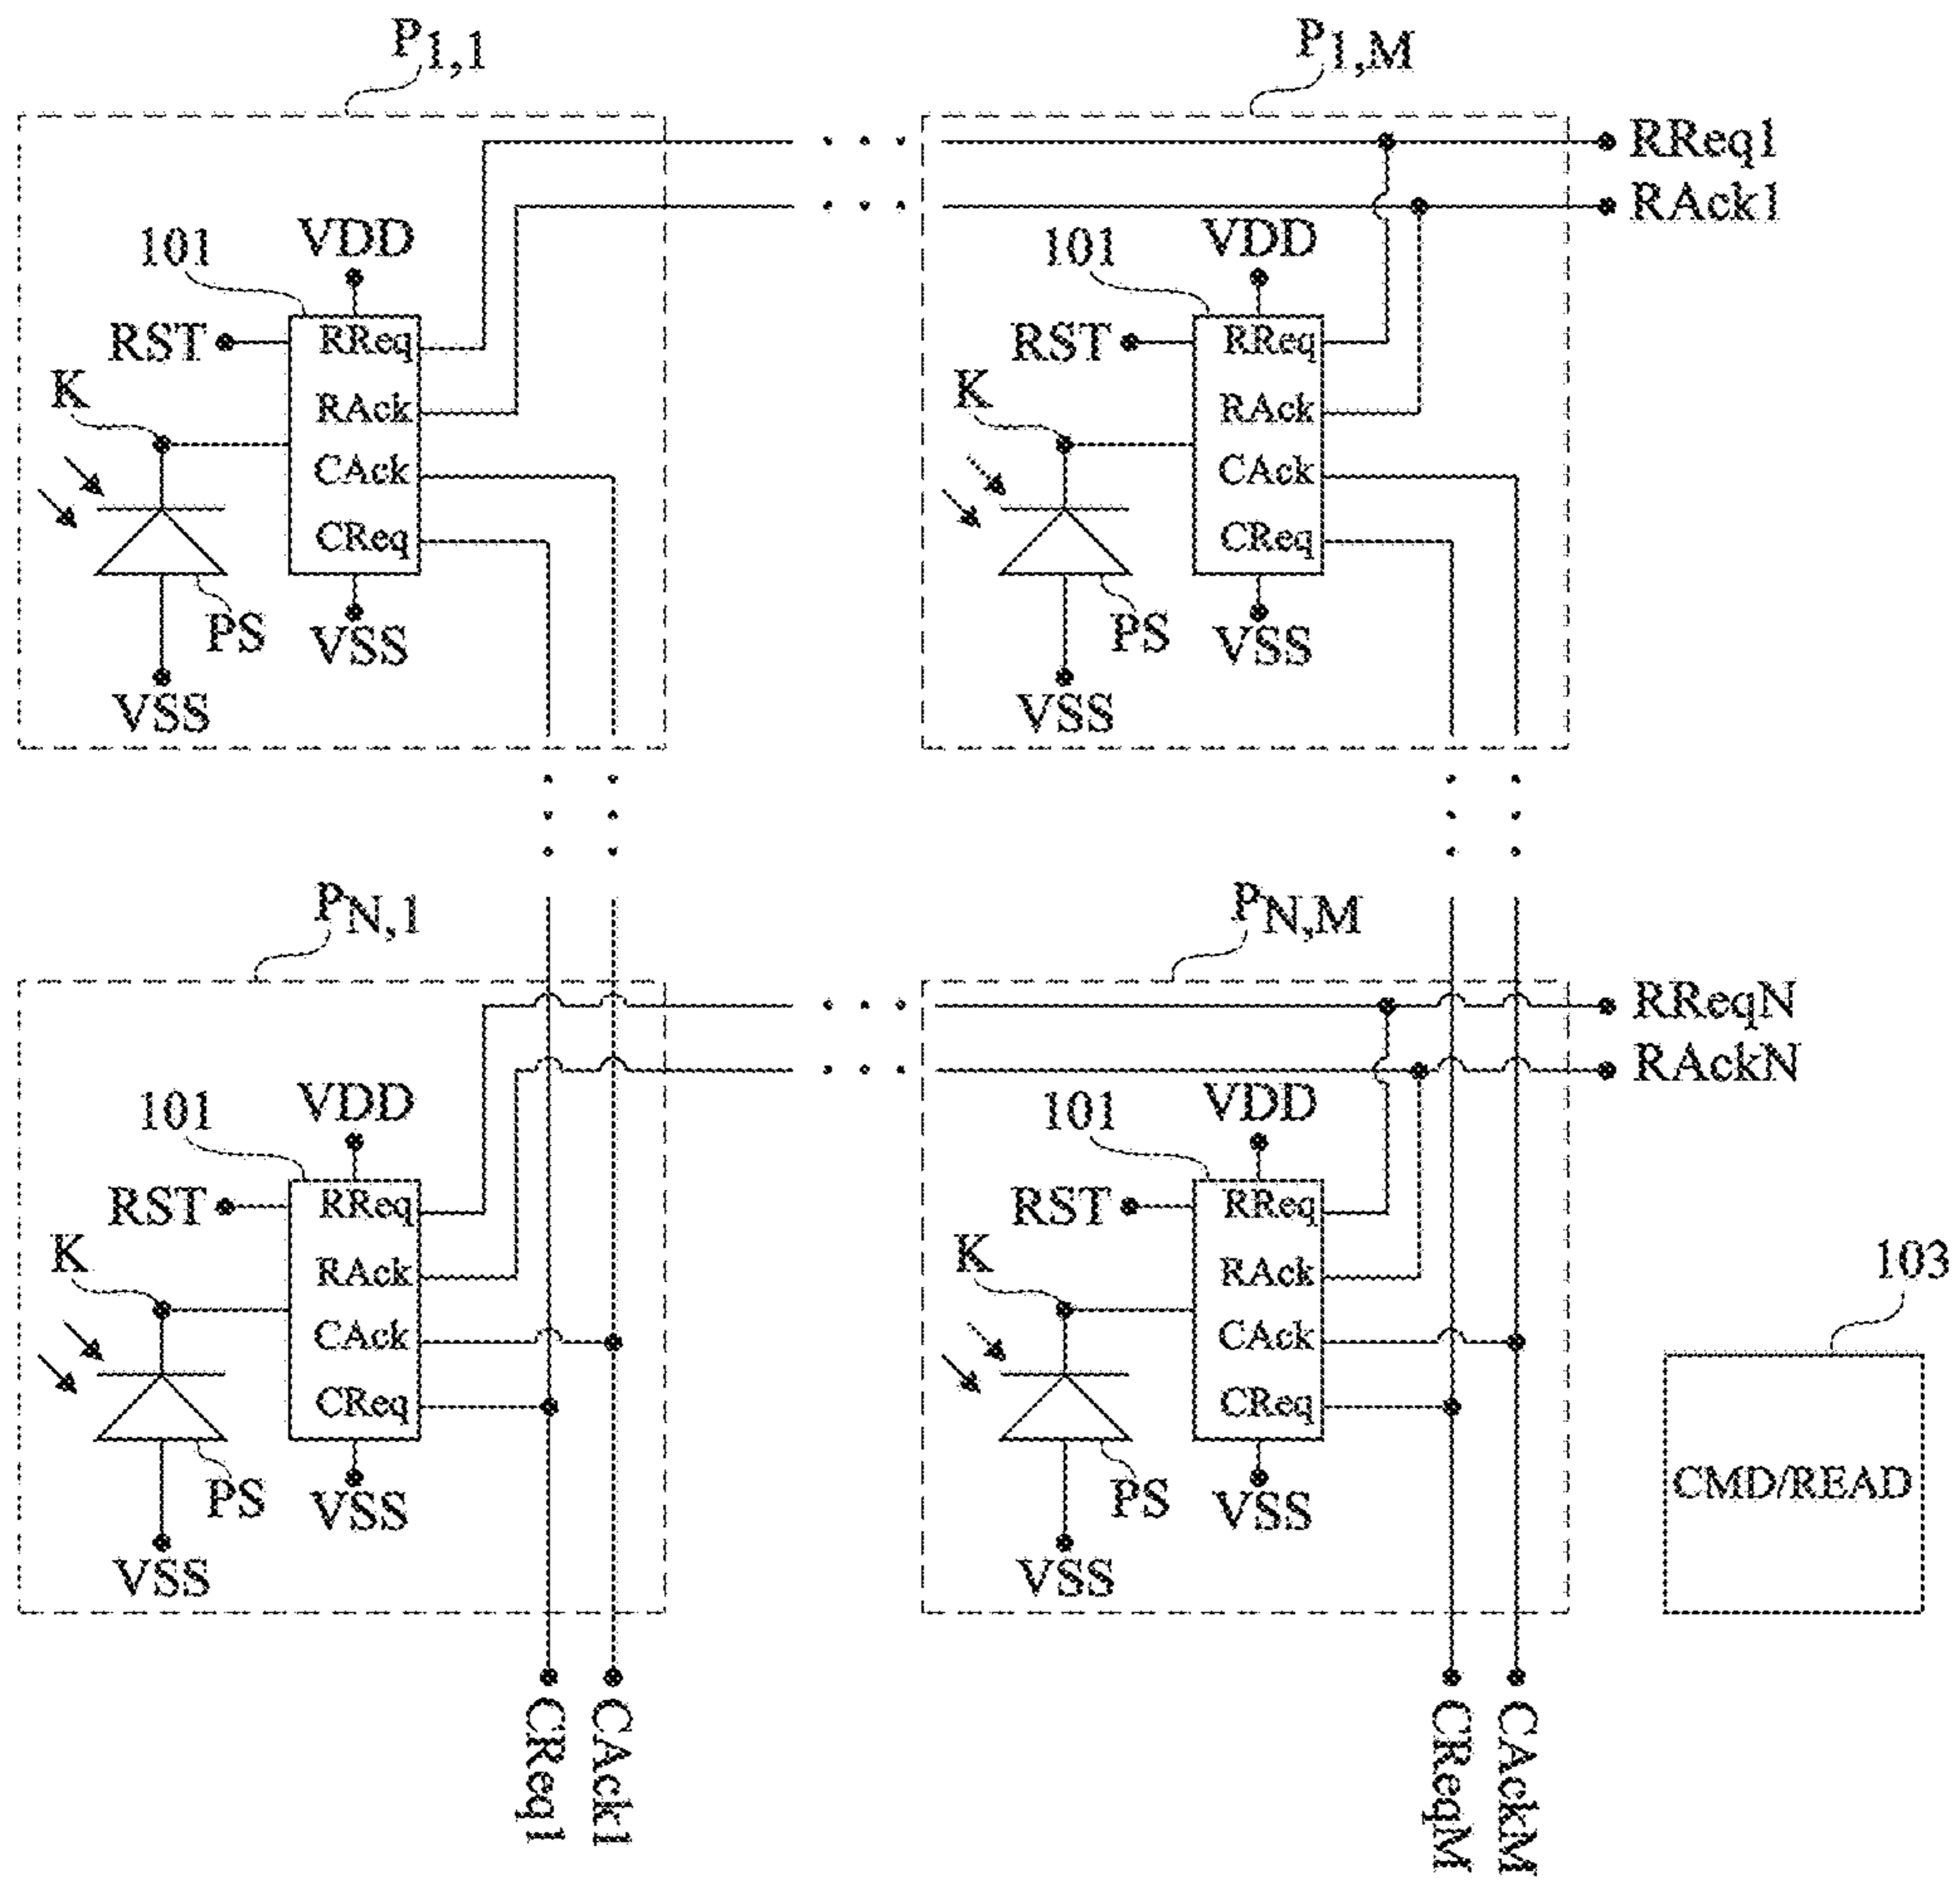 P1,1
P1,M
RReq1
RAck1
VDD
101
RST
RReq
K
RAck
CAck
CReq
PS
VSS
VSS
VDD
101
RST
RReq
K
RAck
CAck
CReq
PS
VSS
VSS
PN,1
PN,M
RReqN
RAckN
VDD
101
RST
RReq
K
RAck
CAck
CReq
PS
VSS
VSS
VDD
101
RST
RReq
K
RAck
CAck
CReq
PS
VSS
VSS
103
CMD/READ
CReq1
CAck1
CReqM
CAckM